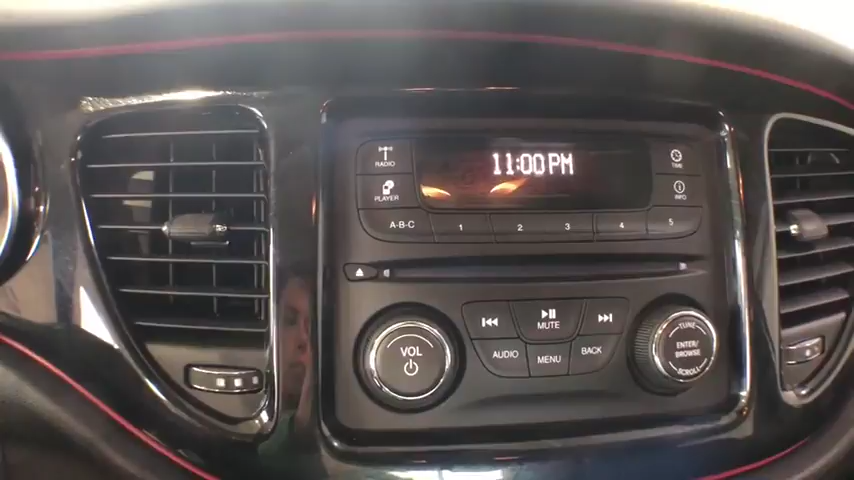 RADIO
11:00 PM
TIME
PLAYER
INFO
A-B-C 1 2 3 4 5
VOL
MUTE
AUDIO MENU BACK
TUNE
ENTER/
BROWSE
SCROLL